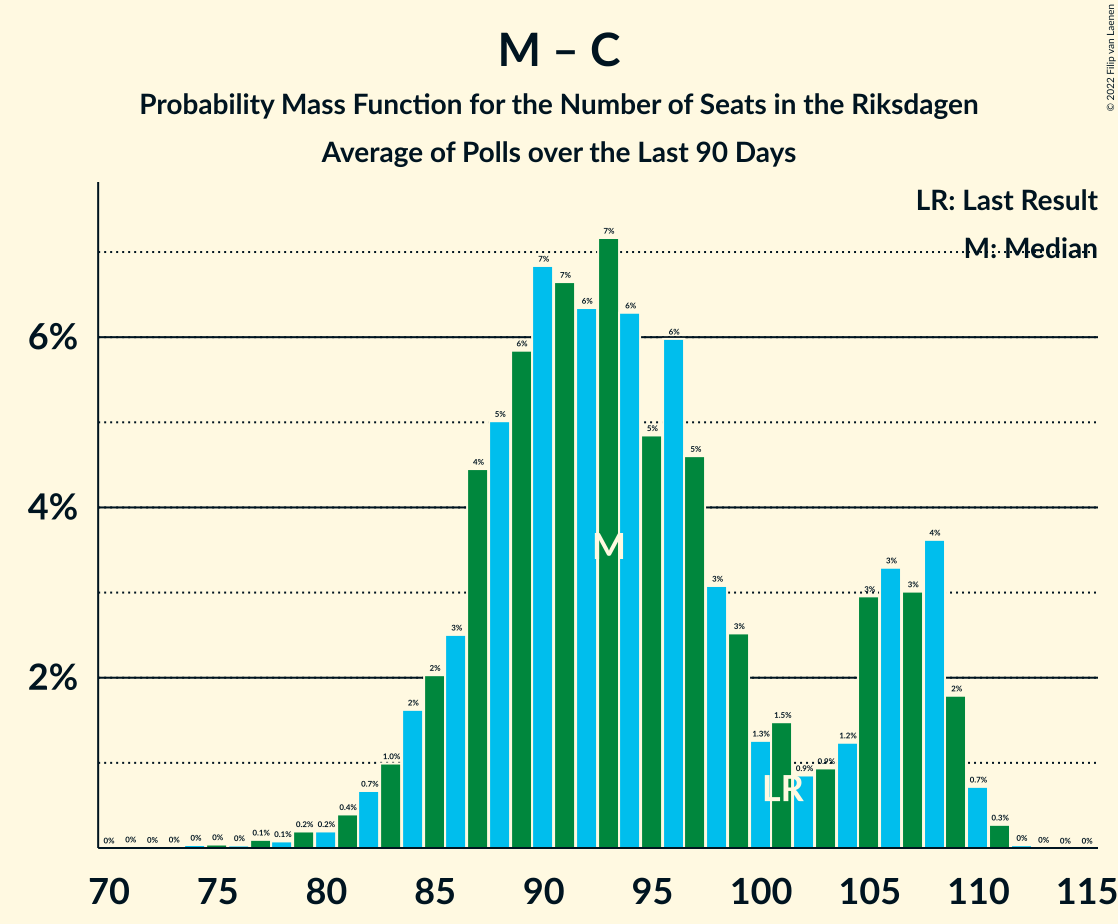 M – C
Probability Mass Function for the Number of Seats in the Riksdagen
Average of Polls over the Last 90 Days
© 2022 Filip van Laenen
LR: Last Result
M: Median
6%
4%
2%
0% 0% 0% 0% 0% 0% 0% 0.1% 0.1% 0.2% 0.2% 0.4% 0.7% 1.0% 2% 2% 3% 4% 5% 6% 7% 7% 6% 7% 6% 5% 6% 5% 3% 3% 1.3% 1.5% 0.9% 0.9% 1.2% 3% 3% 3% 4% 2% 0.7% 0.3% 0% 0% 0% 0%
M
LR
70 75 80 85 90 95 100 105 110 115